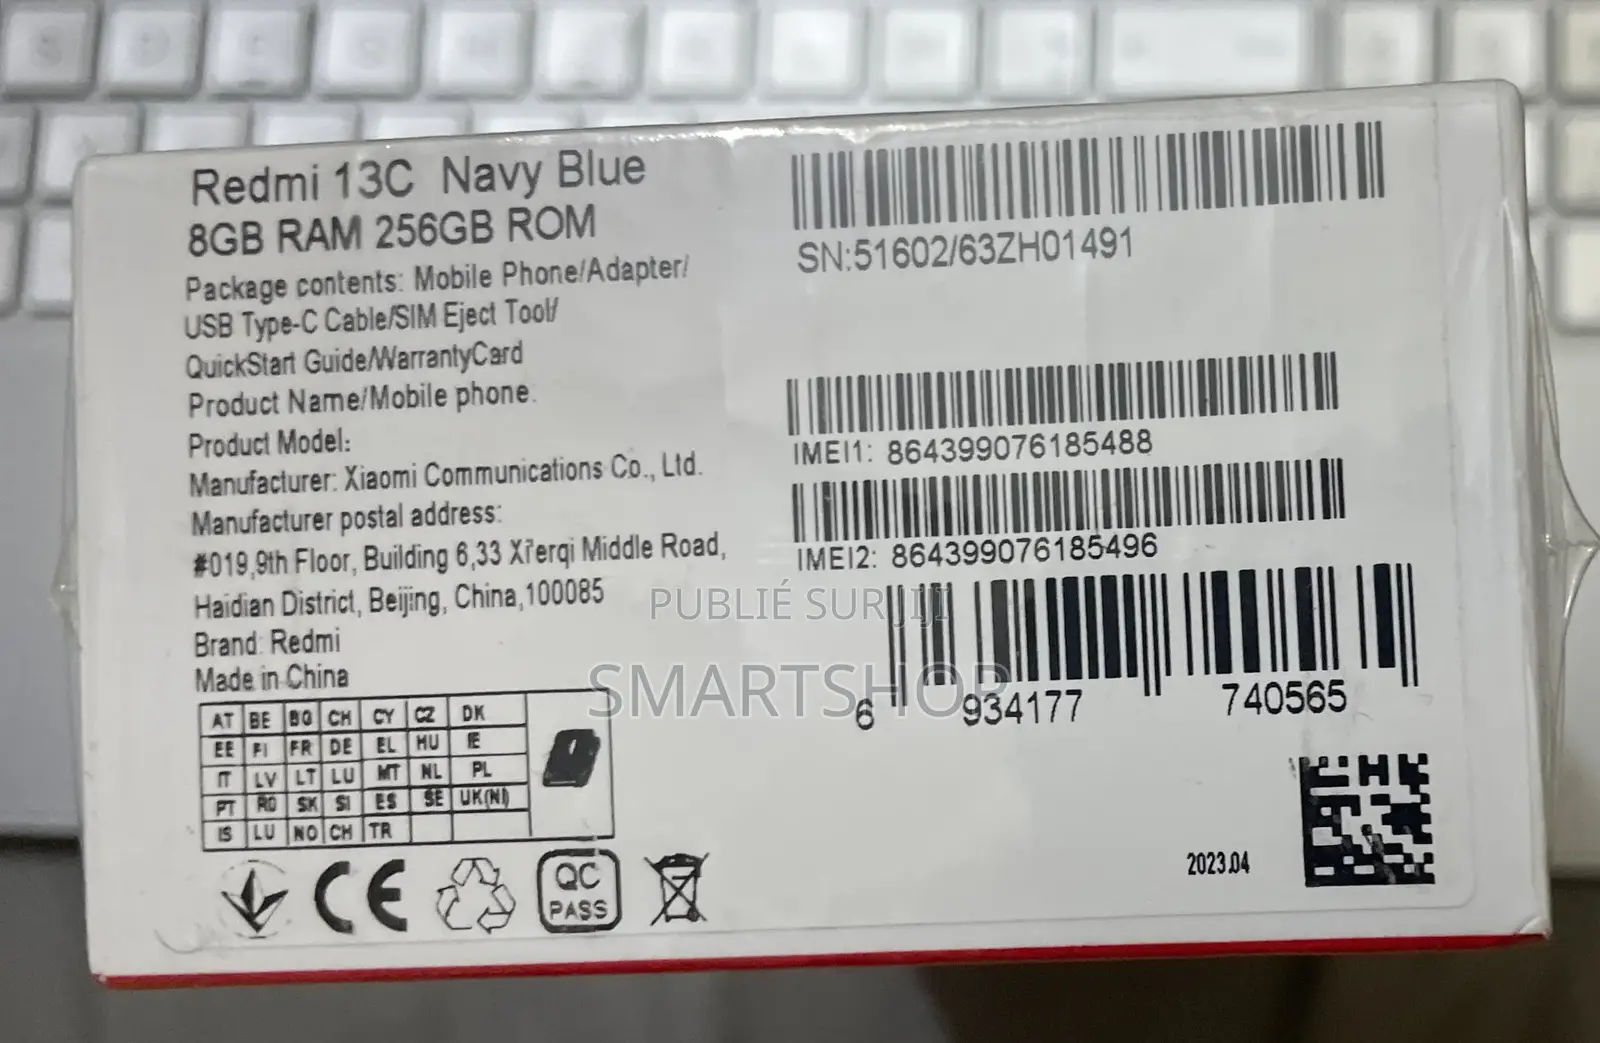 Redmi 13C Navy Blue
8GB RAM 256GB ROM
Package contents: Mobile Phone/Adapter/
USB Type-C Cable/SIM Eject Tool/
QuickStart Guide/WarrantyCard
Product Name/Mobile phone.
Product Model:
Manufacturer: Xiaomi Communications Co., Ltd.
Manufacturer postal address:
#019,9th Floor, Building 6,33 Xi'erqi Middle Road,
Haidian District, Beijing, China,100085
Brand: Redmi
Made in China
AT BE BG CH CY CZ DK
EE FI FR DE EL HU IE
IT LV LT LU MT NL PL
PT RO SK SI ES SE UK(NI)
IS LU NO CH TR
CE
QC
PASS
SN:51602/63ZH01491
IMEI1: 864399076185488
IMEI2: 864399076185496
6 934177 740565
2023.04
PUBLIÉ SUR JIJI
SMARTSHOP